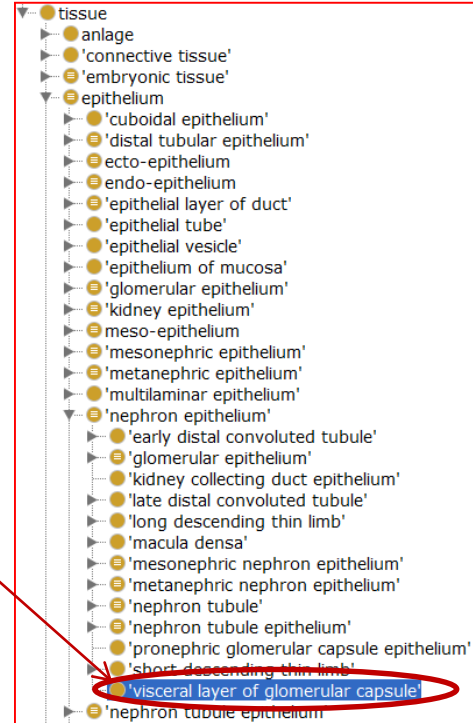 tissue
anlage
'connective tissue'
'embryonic tissue'
epithelium
'cuboidal epithelium'
'distal tubular epithelium'
ecto-epithelium
endo-epithelium
'epithelial layer of duct'
'epithelial tube'
'epithelial vesicle'
'epithelium of mucosa'
'glomerular epithelium'
'kidney epithelium'
meso-epithelium
'mesonephric epithelium'
'metanephric epithelium'
'multilaminar epithelium'
'nephron epithelium'
'early distal convoluted tubule'
'glomerular epithelium'
'kidney collecting duct epithelium'
'late distal convoluted tubule'
'long descending thin limb'
'macula densa'
'mesonephric nephron epithelium'
'metanephric nephron epithelium'
'nephron tubule'
'nephron tubule epithelium'
'pronephric glomerular capsule epithelium'
'short descending thin limb'
'visceral layer of glomerular capsule'
'nephron tubule epithelium'